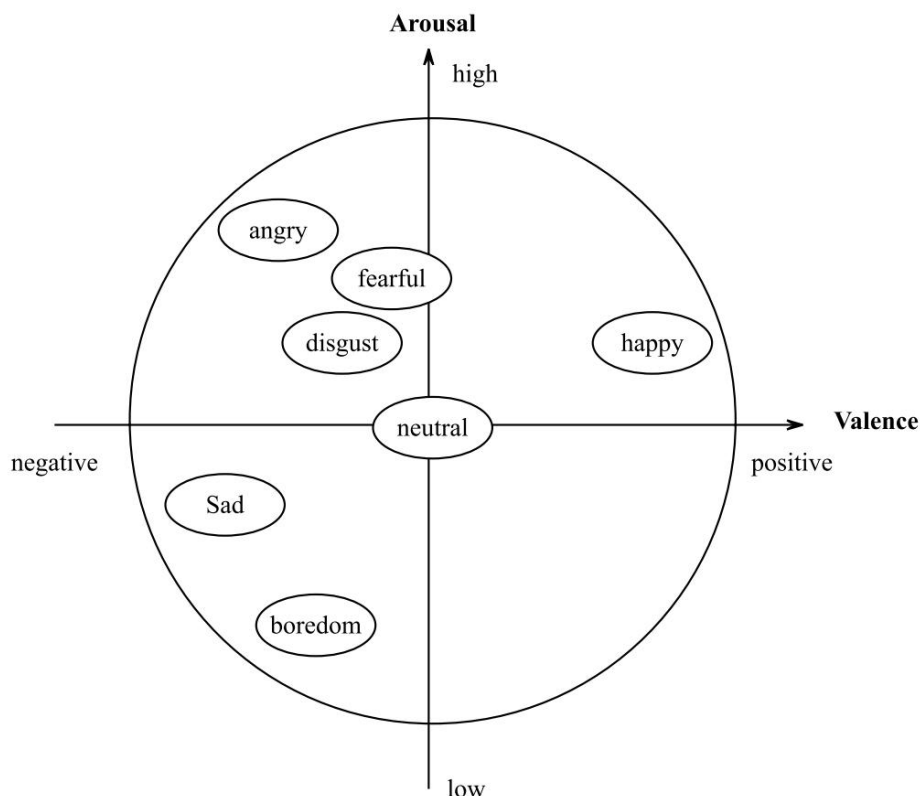 Arousal
high
angry
fearful
disgust
happy
neutral
Valence
negative
positive
Sad
boredom
low